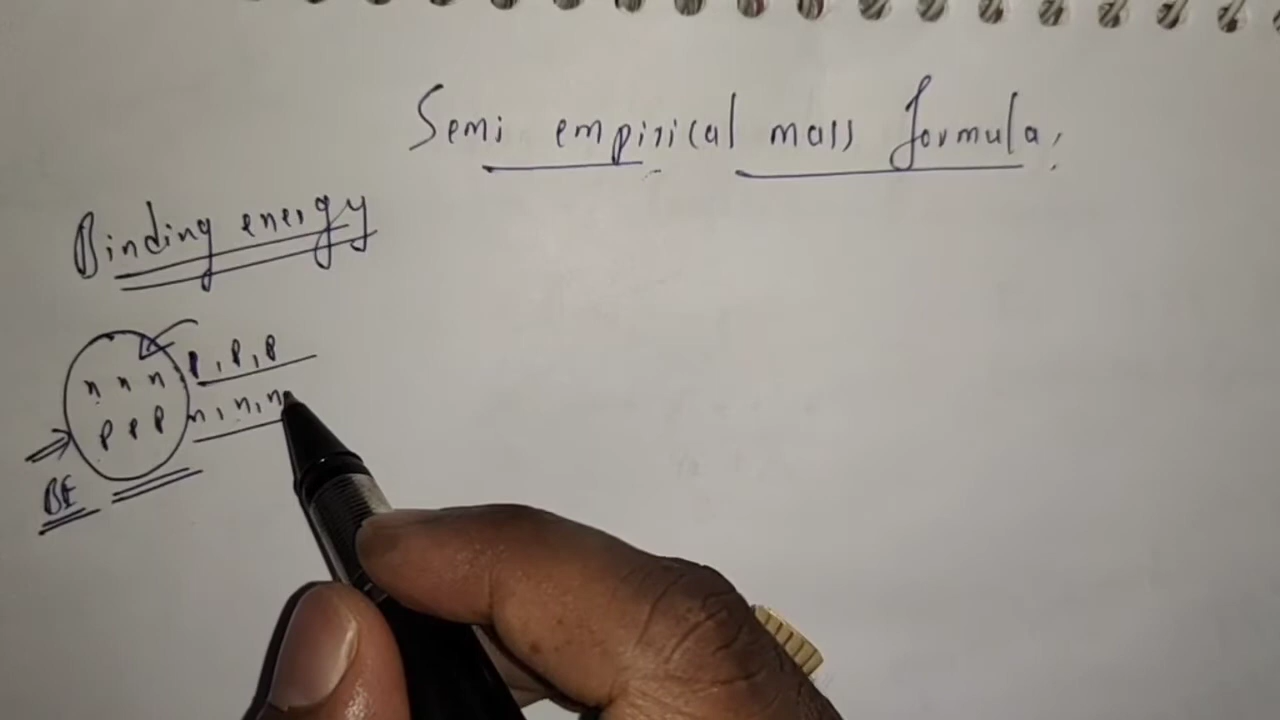 Semi empirical mass formula,
Binding energy
p, p, p
n n n
n, n, n
p p p
BE